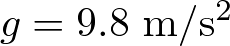 g = 9.8 m/s²